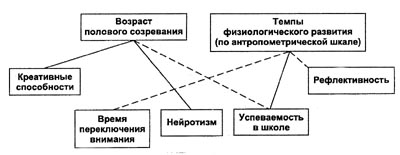 Возраст
полового созревания
Темпы
физиологического развития
(по антропометрической шкале)
Креативные
способности
Рефлективность
Время
переключения
внимания
Нейротизм
Успеваемость
в школе